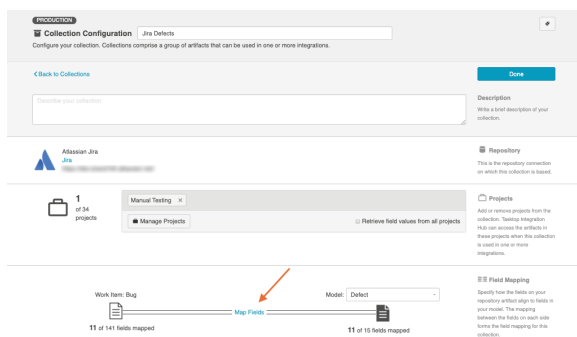 PRODUCTION
Collection Configuration
Jira Defects
Configure your collection. Collections comprise a group of artifacts that can be used in one or more integrations.
Back to Collections
Done
Describe your collection
Description
Write a brief description of your
collection.
Atlassian Jira
Jira
Repository
This is the repository connection
on which this collection is based.
1
of 34
projects
Manual Testing ×
Manage Projects
Retrieve field values from all projects
Projects
Add or remove projects from the
collection. Tasktop Integration
Hub can access the artifacts in
these projects when this collection
is used in one or more
integrations.
Work Item: Bug
Map Fields
Model:
Defect
11 of 141 fields mapped
11 of 15 fields mapped
Field Mapping
Specify how the fields on your
repository artifact align to fields in
your model. The mapping
between the fields on each side
forms the field mapping for this
collection.